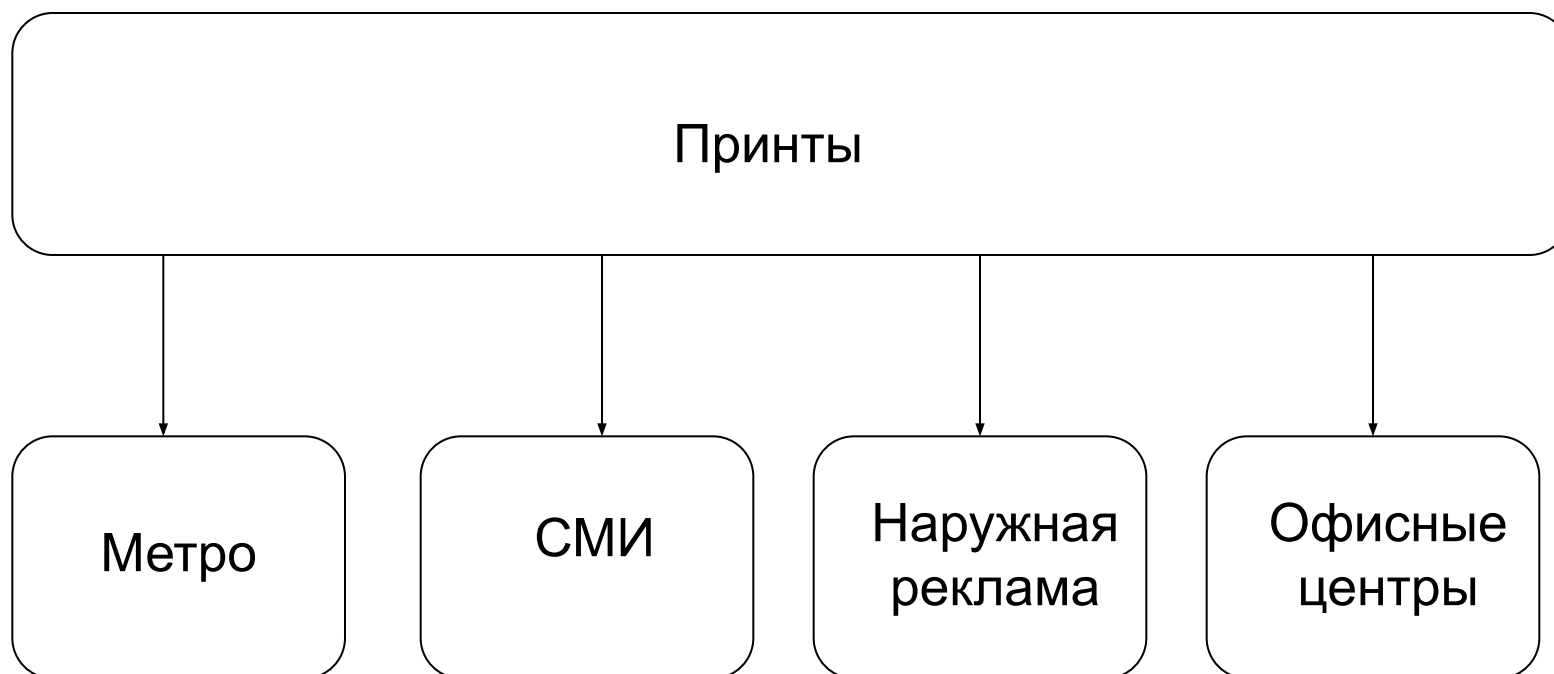 Принты
Метро
СМИ
Наружная
реклама
Офисные
центры